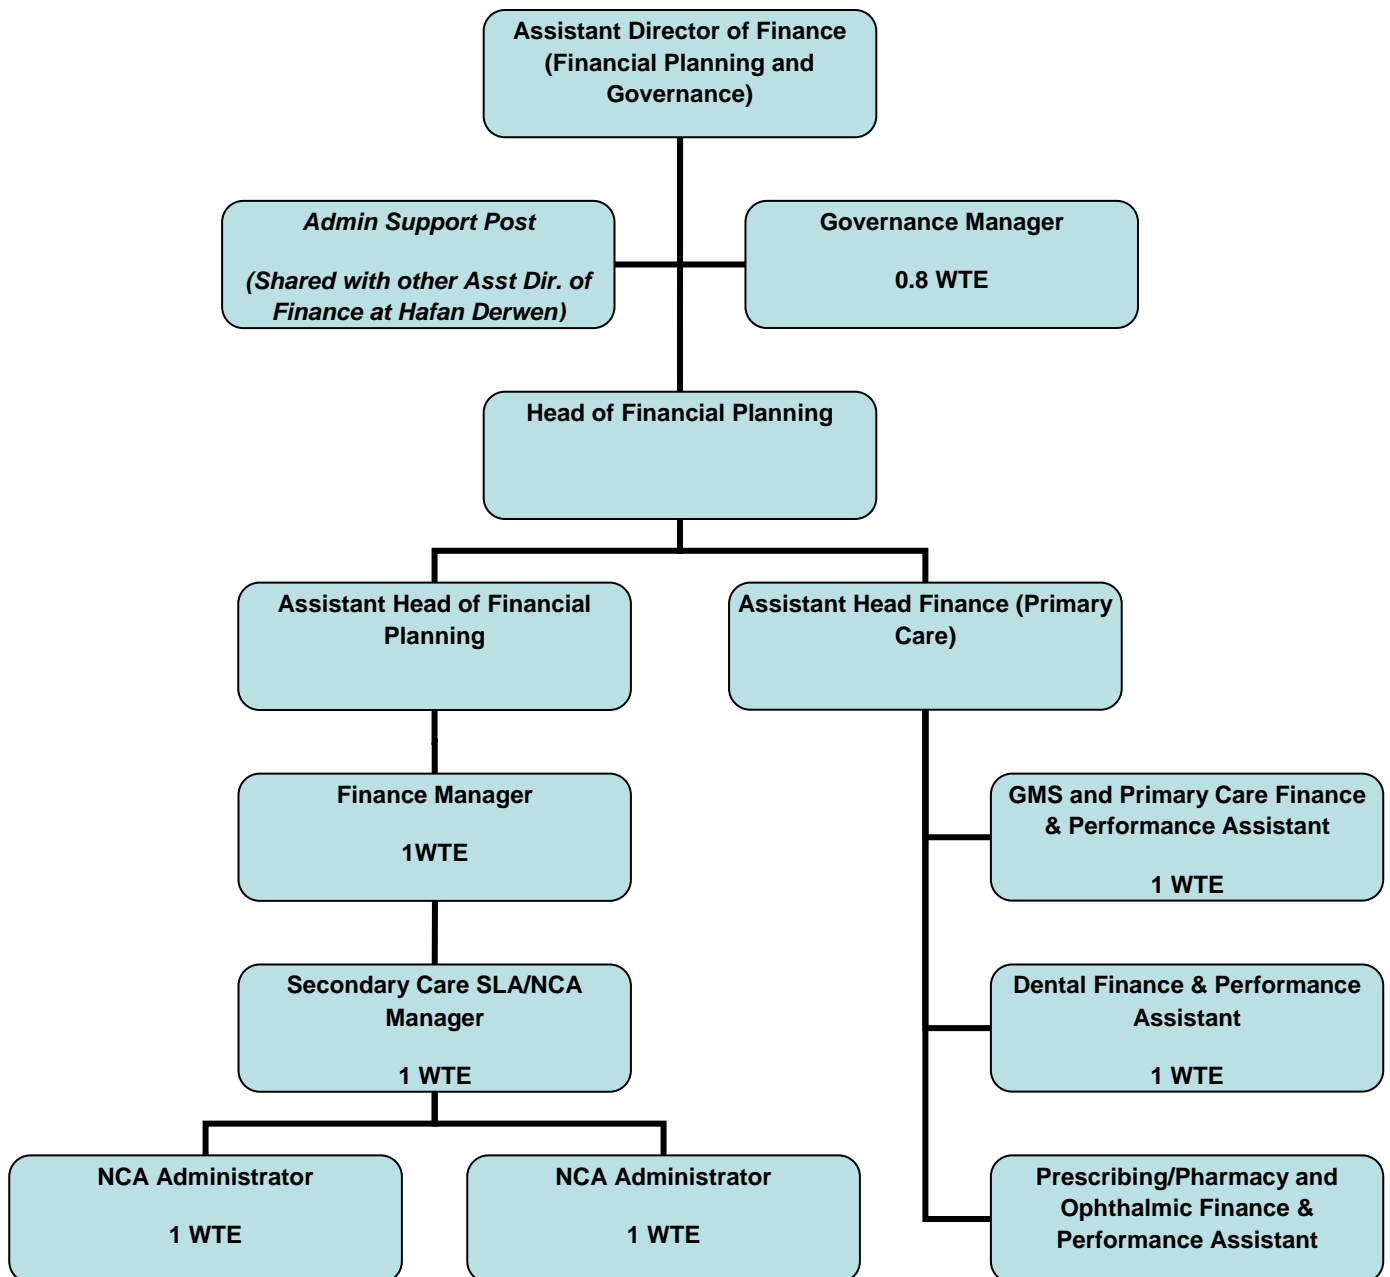 Assistant Director of Finance
(Financial Planning and
Governance)
Admin Support Post
(Shared with other Asst Dir. of
Finance at Hafan Derwen)
Governance Manager
0.8 WTE
Head of Financial Planning
Assistant Head of Financial
Planning
Assistant Head Finance (Primary
Care)
Finance Manager
1WTE
GMS and Primary Care Finance
& Performance Assistant
1 WTE
Secondary Care SLA/NCA
Manager
1 WTE
Dental Finance & Performance
Assistant
1 WTE
NCA Administrator
1 WTE
NCA Administrator
1 WTE
Prescribing/Pharmacy and
Ophthalmic Finance &
Performance Assistant